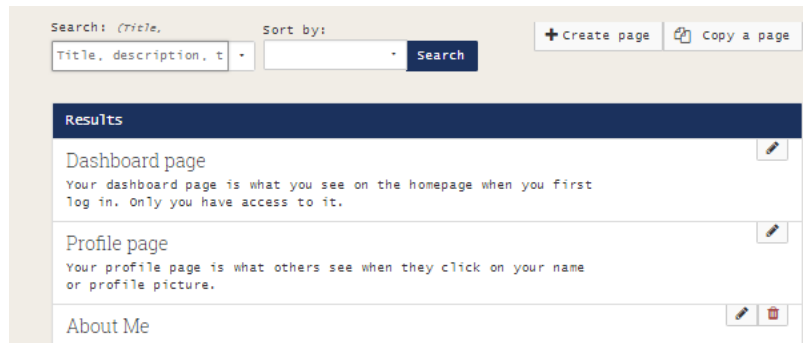 Search: (Title, Sort by:
Title, description, t Search
Create page Copy a page
Results
Dashboard page
Your dashboard page is what you see on the homepage when you first
log in. Only you have access to it.
Profile page
Your profile page is what others see when they click on your name
or profile picture.
About Me